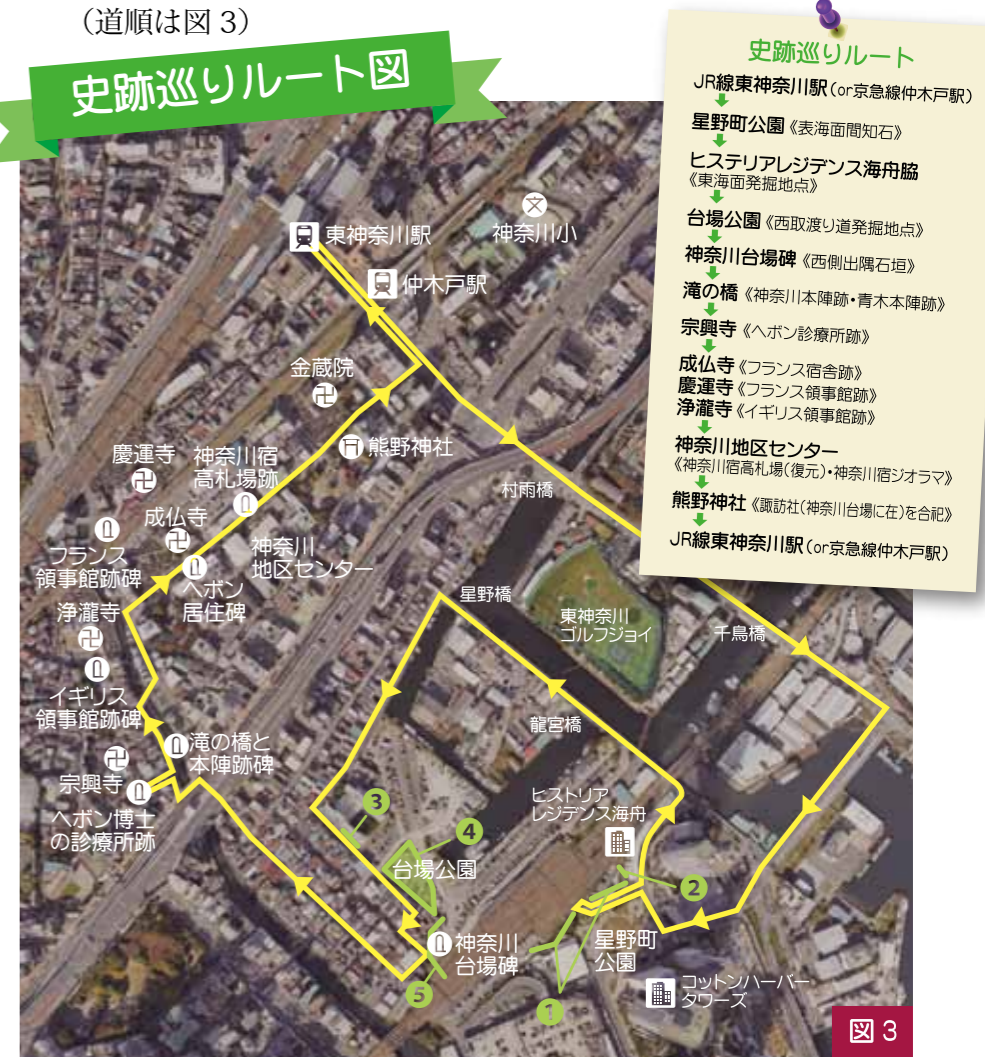 （道順は図 3）
史跡巡りルート図
史跡巡りルート
JR線東神奈川駅（or京急線仲木戸駅）
星野町公園《表海面間知石》
ヒステリアレジデンス海舟脇
《東海面発掘地点》
台場公園《西取渡り道発掘地点》
神奈川台場碑《西側出隅石垣》
滝の橋《神奈川本陣跡・青木本陣跡》
宗興寺《ヘボン診療所跡》
成仏寺《フランス宿舎跡》
慶運寺《フランス領事館跡》
浄瀧寺《イギリス領事館跡》
神奈川地区センター
《神奈川宿高札場（復元）・神奈川宿ジオラマ》
熊野神社《諏訪社（神奈川台場に在）を合祀》
JR線東神奈川駅（or京急線仲木戸駅）
東神奈川駅
文
神奈川小
仲木戸駅
金蔵院
卍
熊野神社
慶運寺
卍
神奈川宿
高札場跡
村雨橋
成仏寺
卍
フランス
領事館跡碑
神奈川
地区センター
ヘボン
居住碑
浄瀧寺
卍
星野橋
東神奈川
ゴルフジョイ
千鳥橋
イギリス
領事館跡碑
龍宮橋
滝の橋と
本陣跡碑
卍
宗興寺
ヘボン博士
の診療所跡
ヒストリア
レジデンス海舟
3
4
台場公園
2
神奈川
台場碑
星野町
公園
5
1
コットンハーバー
タワーズ
図 3